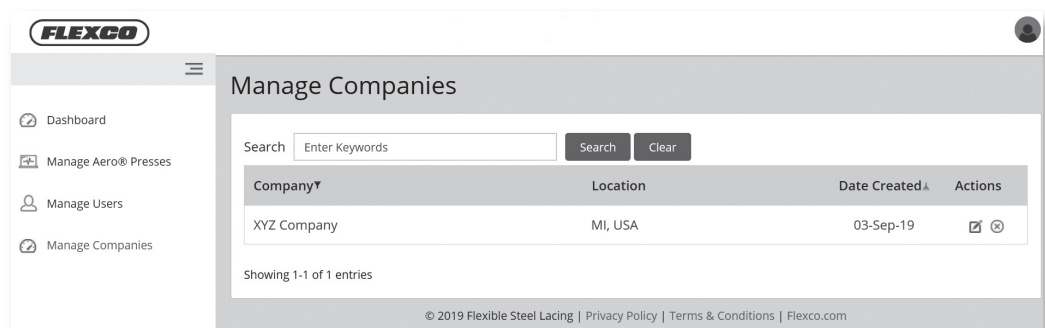 FLEXCO
Manage Companies
Dashboard
Manage Aero® Presses
Manage Users
Manage Companies
Search Enter Keywords Search Clear
Company Location Date Created Actions
XYZ Company MI, USA 03-Sep-19
Showing 1-1 of 1 entries
© 2019 Flexible Steel Lacing | Privacy Policy | Terms & Conditions | Flexco.com